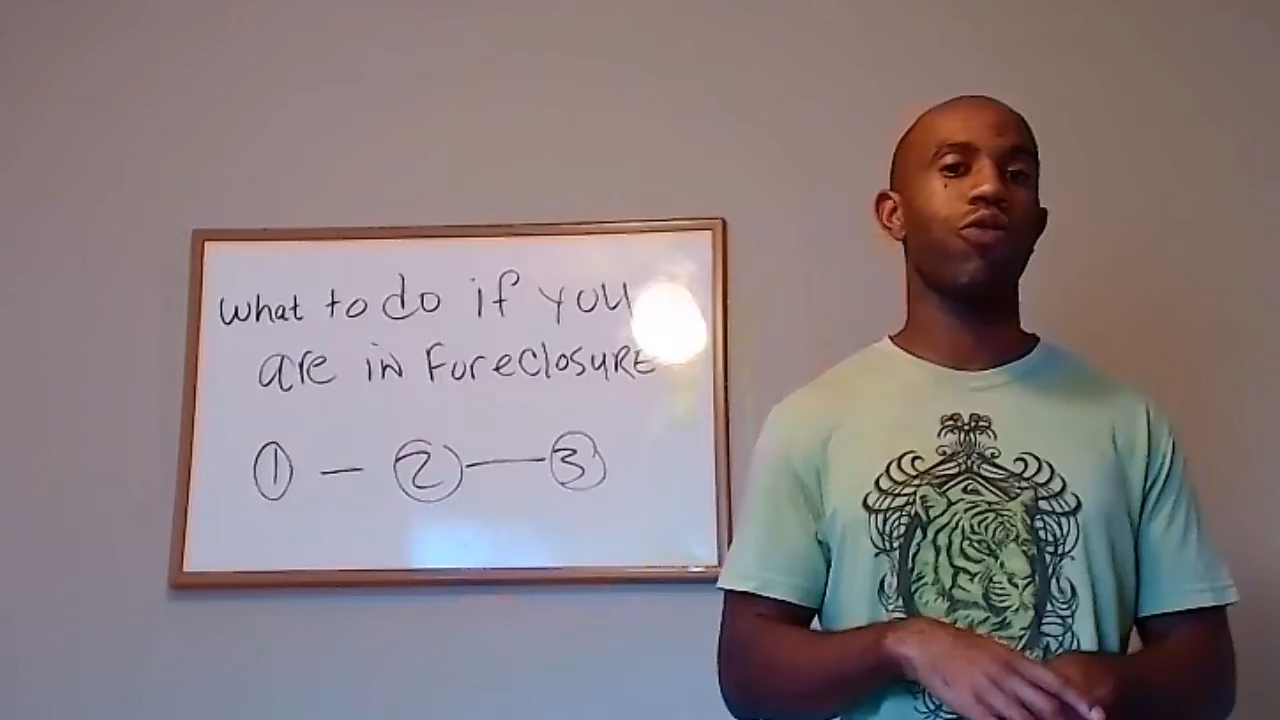 what to do if you
are in Foreclosure
1 — 2 — 3